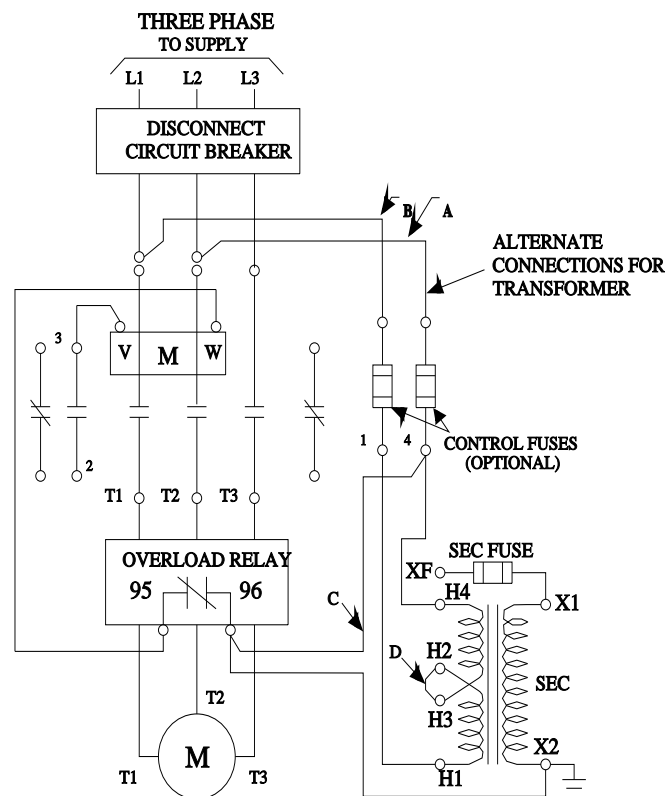 THREE PHASE
TO SUPPLY
L1 L2 L3
DISCONNECT
CIRCUIT BREAKER
B A
ALTERNATE
CONNECTIONS FOR
TRANSFORMER
3
V M W
2
1 4
CONTROL FUSES
(OPTIONAL)
T1 T2 T3
OVERLOAD RELAY
95 96
SEC FUSE
XF
H4 X1
C
D H2
SEC
H3
T2
X2
M
T1 T3
H1